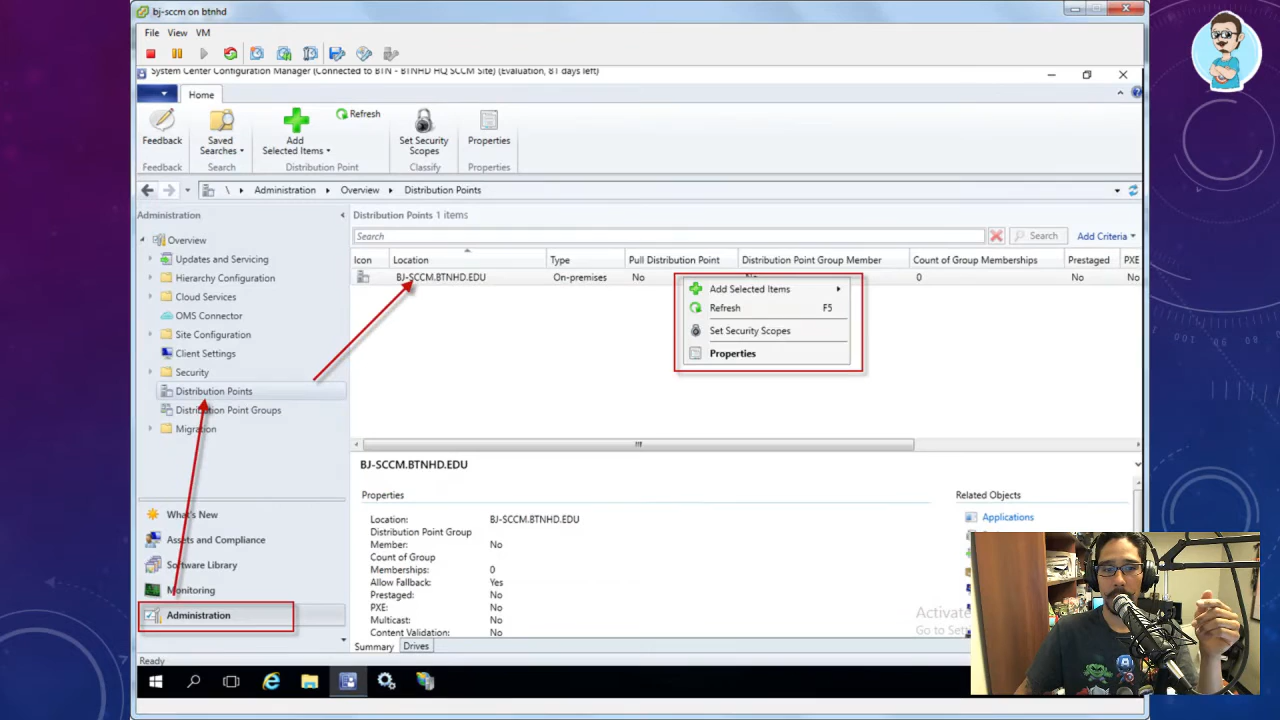 bj-sccm on btnhd
File View VM
System Center Configuration Manager (Connected to BTN - BTNHD HQ SCCM Site) (Evaluation, 81 days left)
Home
Feedback
Saved Searches
Add Selected Items
Refresh
Set Security Scopes
Properties
Feedback Search Distribution Point Classify Properties
\ Administration Overview Distribution Points
Administration
Overview
Updates and Servicing
Hierarchy Configuration
Cloud Services
OMS Connector
Site Configuration
Client Settings
Security
Distribution Points
Distribution Point Groups
Migration
What's New
Assets and Compliance
Software Library
Monitoring
Administration
Distribution Points 1 items
Search Search Add Criteria
Icon Location Type Pull Distribution Point Distribution Point Group Member Count of Group Memberships Prestaged PXE
BJ-SCCM.BTNHD.EDU On-premises No No 0 No No
Add Selected Items
Refresh F5
Set Security Scopes
Properties
BJ-SCCM.BTNHD.EDU
Properties
Location: BJ-SCCM.BTNHD.EDU
Distribution Point Group
Member: No
Count of Group
Memberships: 0
Allow Fallback: Yes
Prestaged: No
PXE: No
Multicast: No
Content Validation: No
Related Objects
Applications
Activate
Go to
Summary Drives
Ready